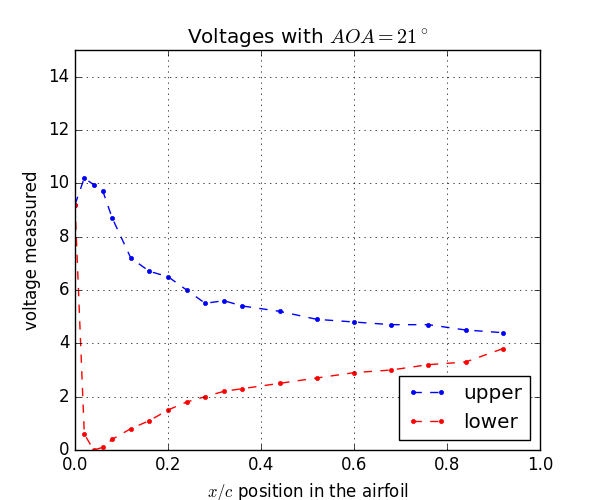 Voltages with AOA = 21°
voltage meassured
14
12
10
8
6
4
2
0
0.0 0.2 0.4 0.6 0.8 1.0
x/c position in the airfoil
upper
lower